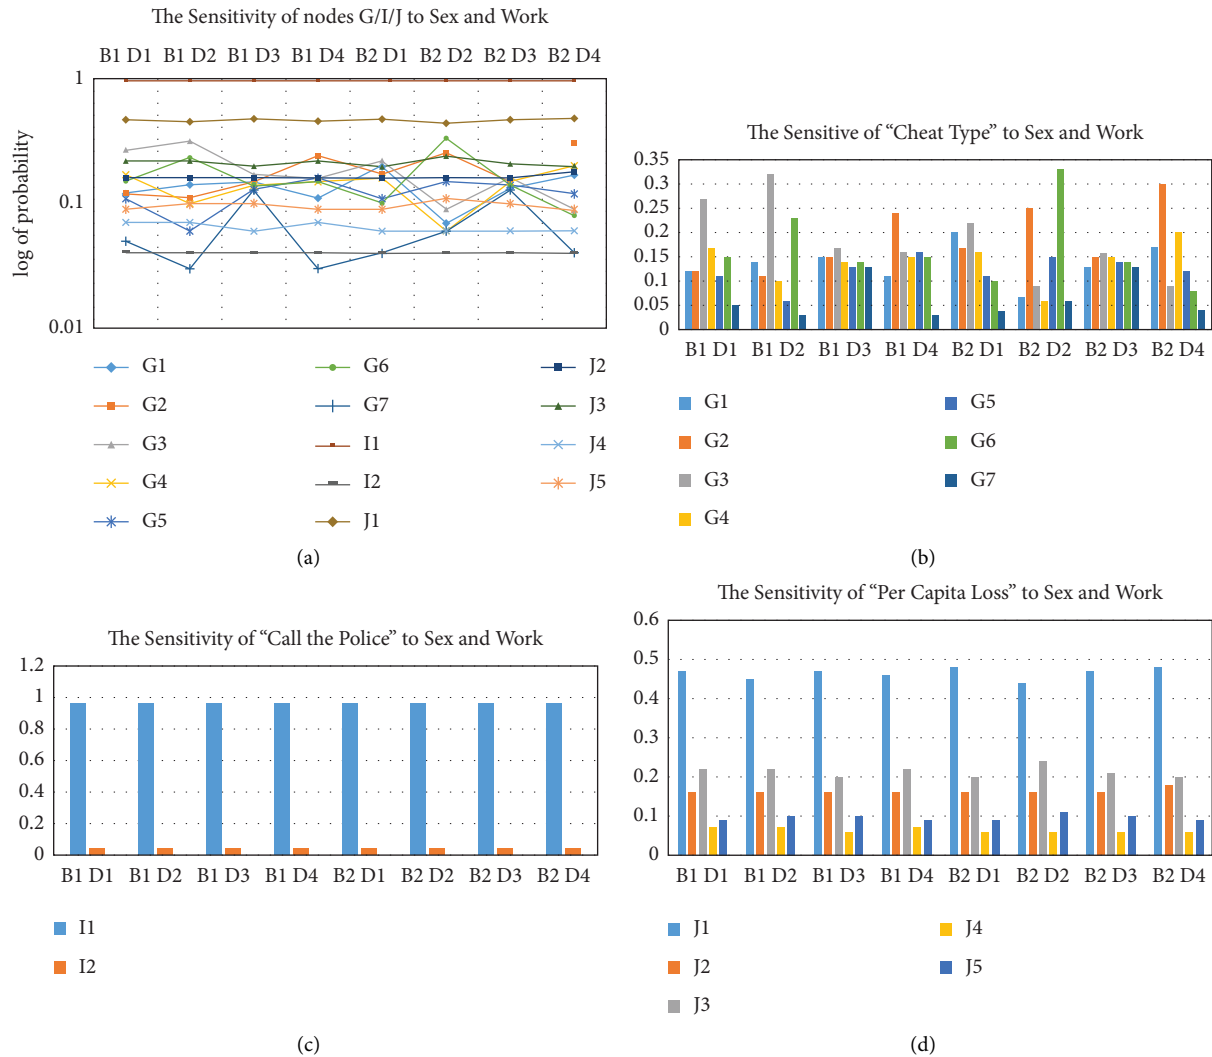 The Sensitivity of nodes G/I/J to Sex and Work
B1 D1 B1 D2 B1 D3 B1 D4 B2 D1 B2 D2 B2 D3 B2 D4
1
0.1
0.01
log of probability
G1 G6 J2
G2 G7 J3
G3 I1 J4
G4 I2 J5
G5 J1
(a)
The Sensitive of “Cheat Type” to Sex and Work
0.35
0.3
0.25
0.2
0.15
0.1
0.05
0
B1 D1 B1 D2 B1 D3 B1 D4 B2 D1 B2 D2 B2 D3 B2 D4
G1 G5
G2 G6
G3 G7
G4
(b)
The Sensitivity of “Call the Police” to Sex and Work
1.2
1
0.8
0.6
0.4
0.2
0
B1 D1 B1 D2 B1 D3 B1 D4 B2 D1 B2 D2 B2 D3 B2 D4
I1
I2
(c)
The Sensitivity of “Per Capita Loss” to Sex and Work
0.6
0.5
0.4
0.3
0.2
0.1
0
B1 D1 B1 D2 B1 D3 B1 D4 B2 D1 B2 D2 B2 D3 B2 D4
J1 J4
J2 J5
J3
(d)